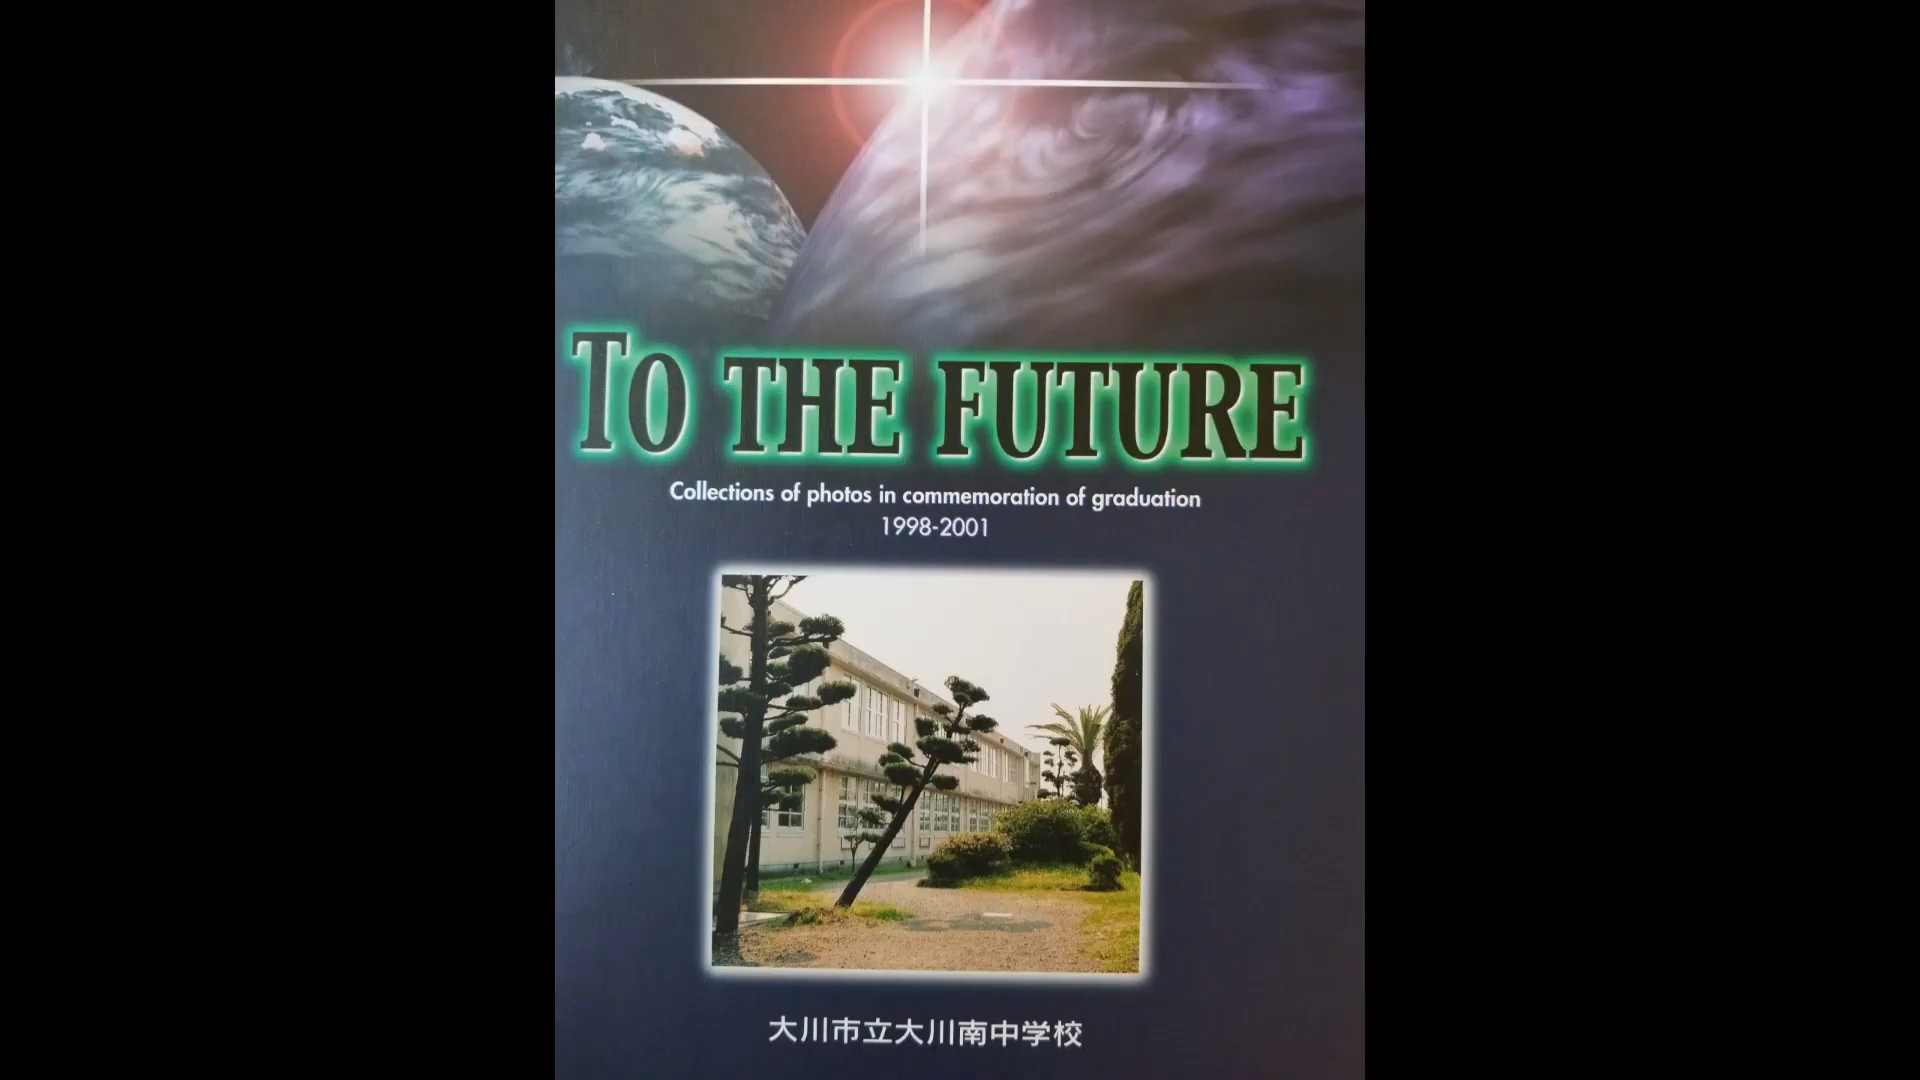 TO THE FUTURE
Collections of photos in commemoration of graduation
1998-2001
大川市立大川南中学校